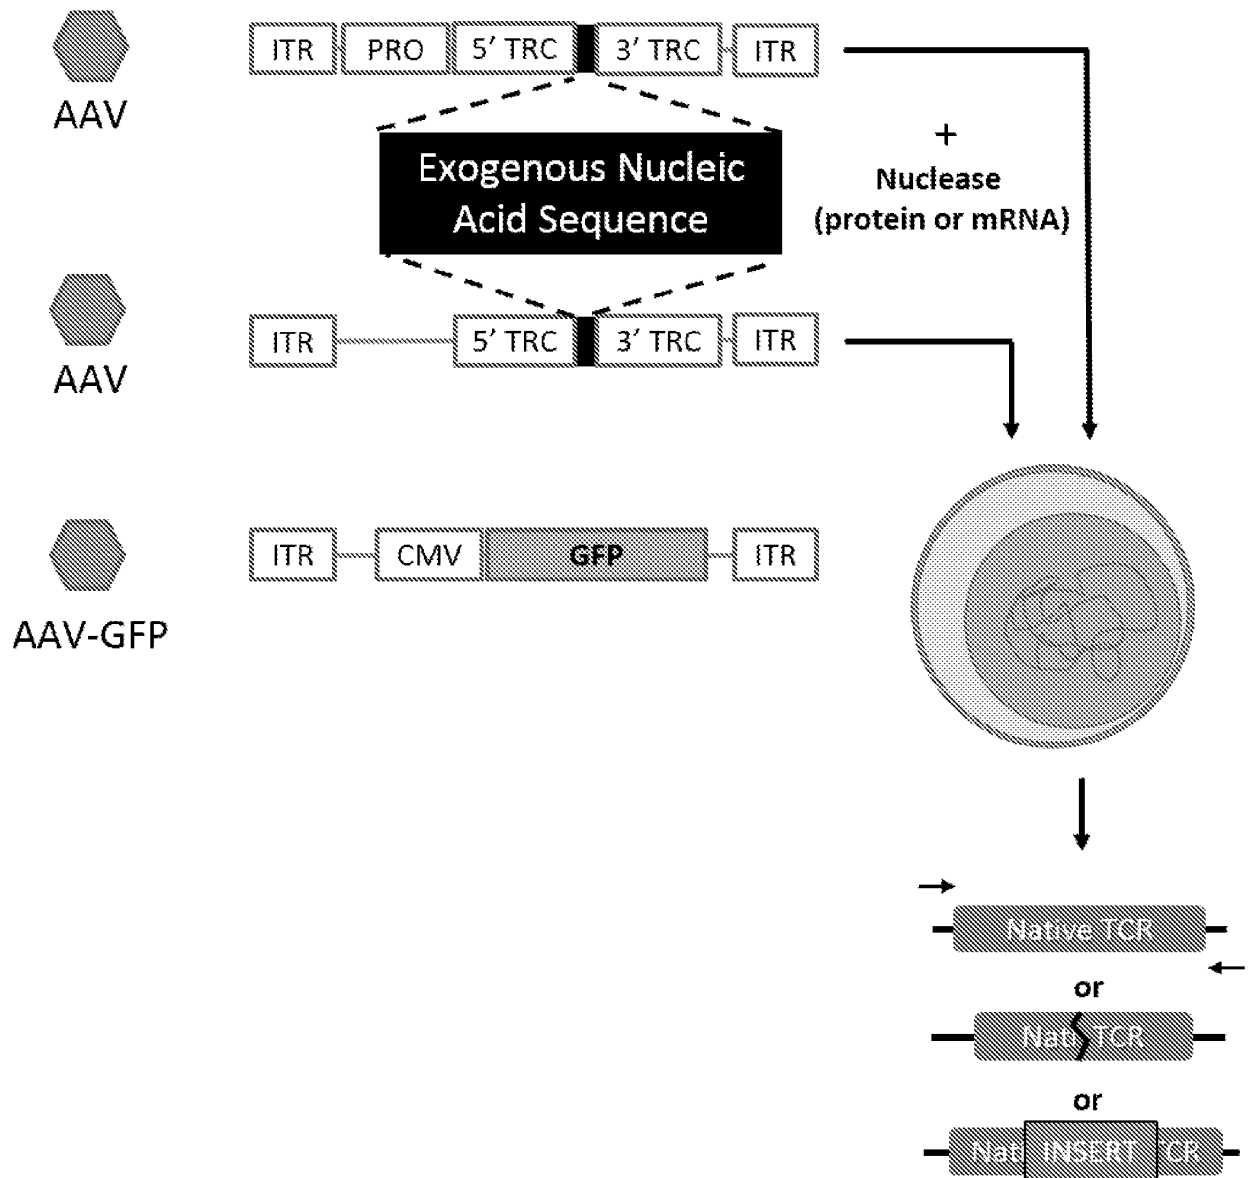 ITR PRO 5' TRC 3' TRC ITR
AAV
+
Exogenous Nucleic
Acid Sequence
Nuclease
(protein or mRNA)
ITR 5' TRC 3' TRC ITR
AAV
ITR CMV GFP ITR
AAV-GFP
Native TCR
or
Nati TCR
or
Nat INSERT CR